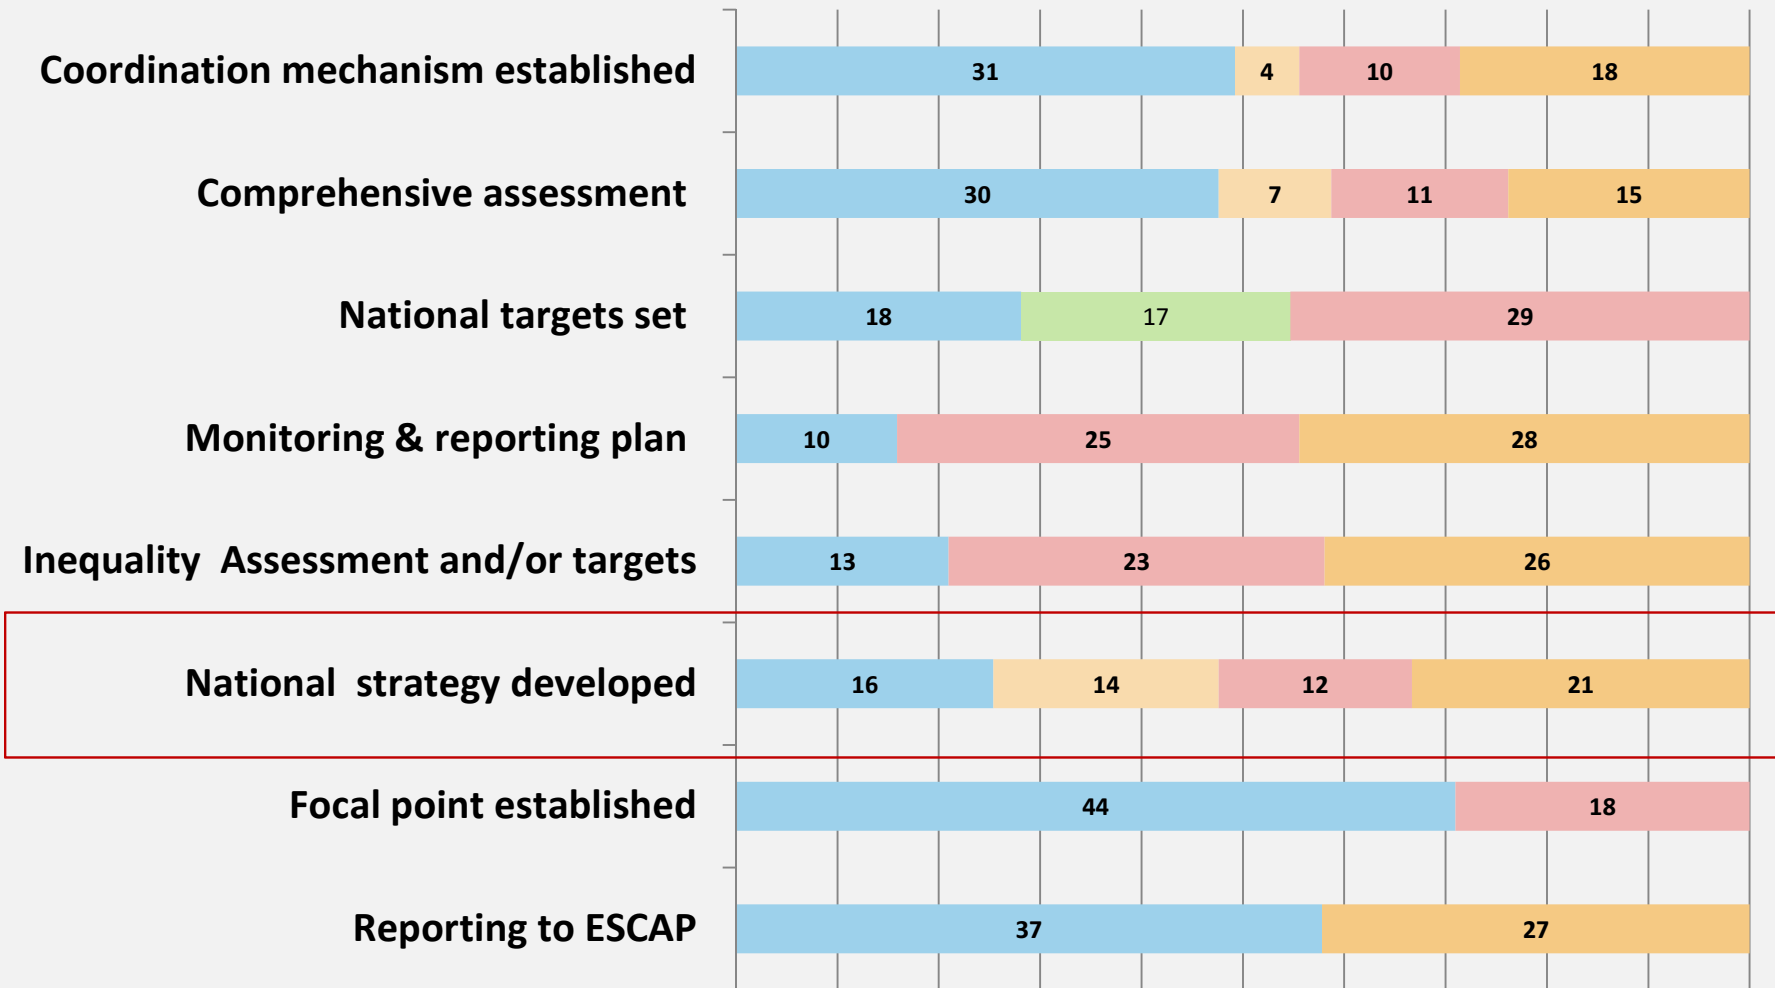 Coordination mechanism established 31 4 10 18
Comprehensive assessment 30 7 11 15
National targets set 18 17 29
Monitoring & reporting plan 10 25 28
Inequality  Assessment and/or targets 13 23 26
National  strategy developed 16 14 12 21
Focal point established 44 18
Reporting to ESCAP 37 27